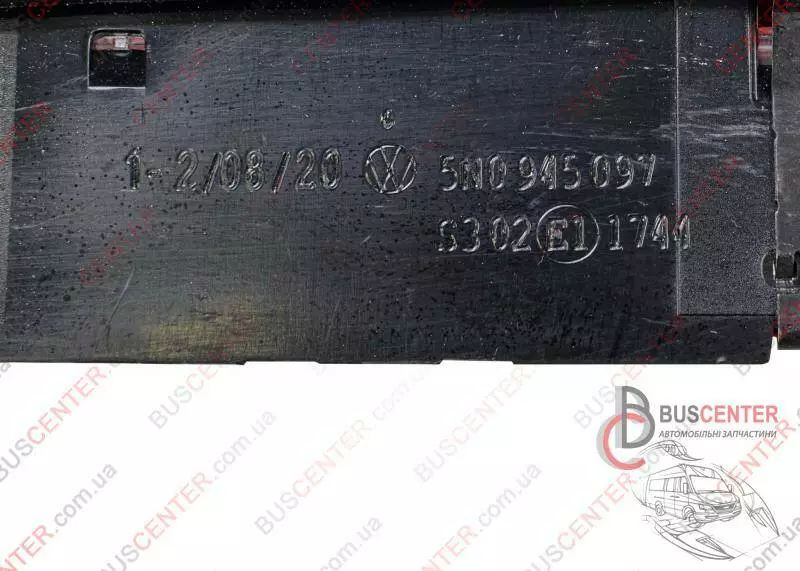 1-2/08/20 5N0 945 097
S3 02 E1 1744
BUSCENTER
АВТОМОБІЛЬНІ ЗАПЧАСТИНИ
BUSCENTER.com.ua